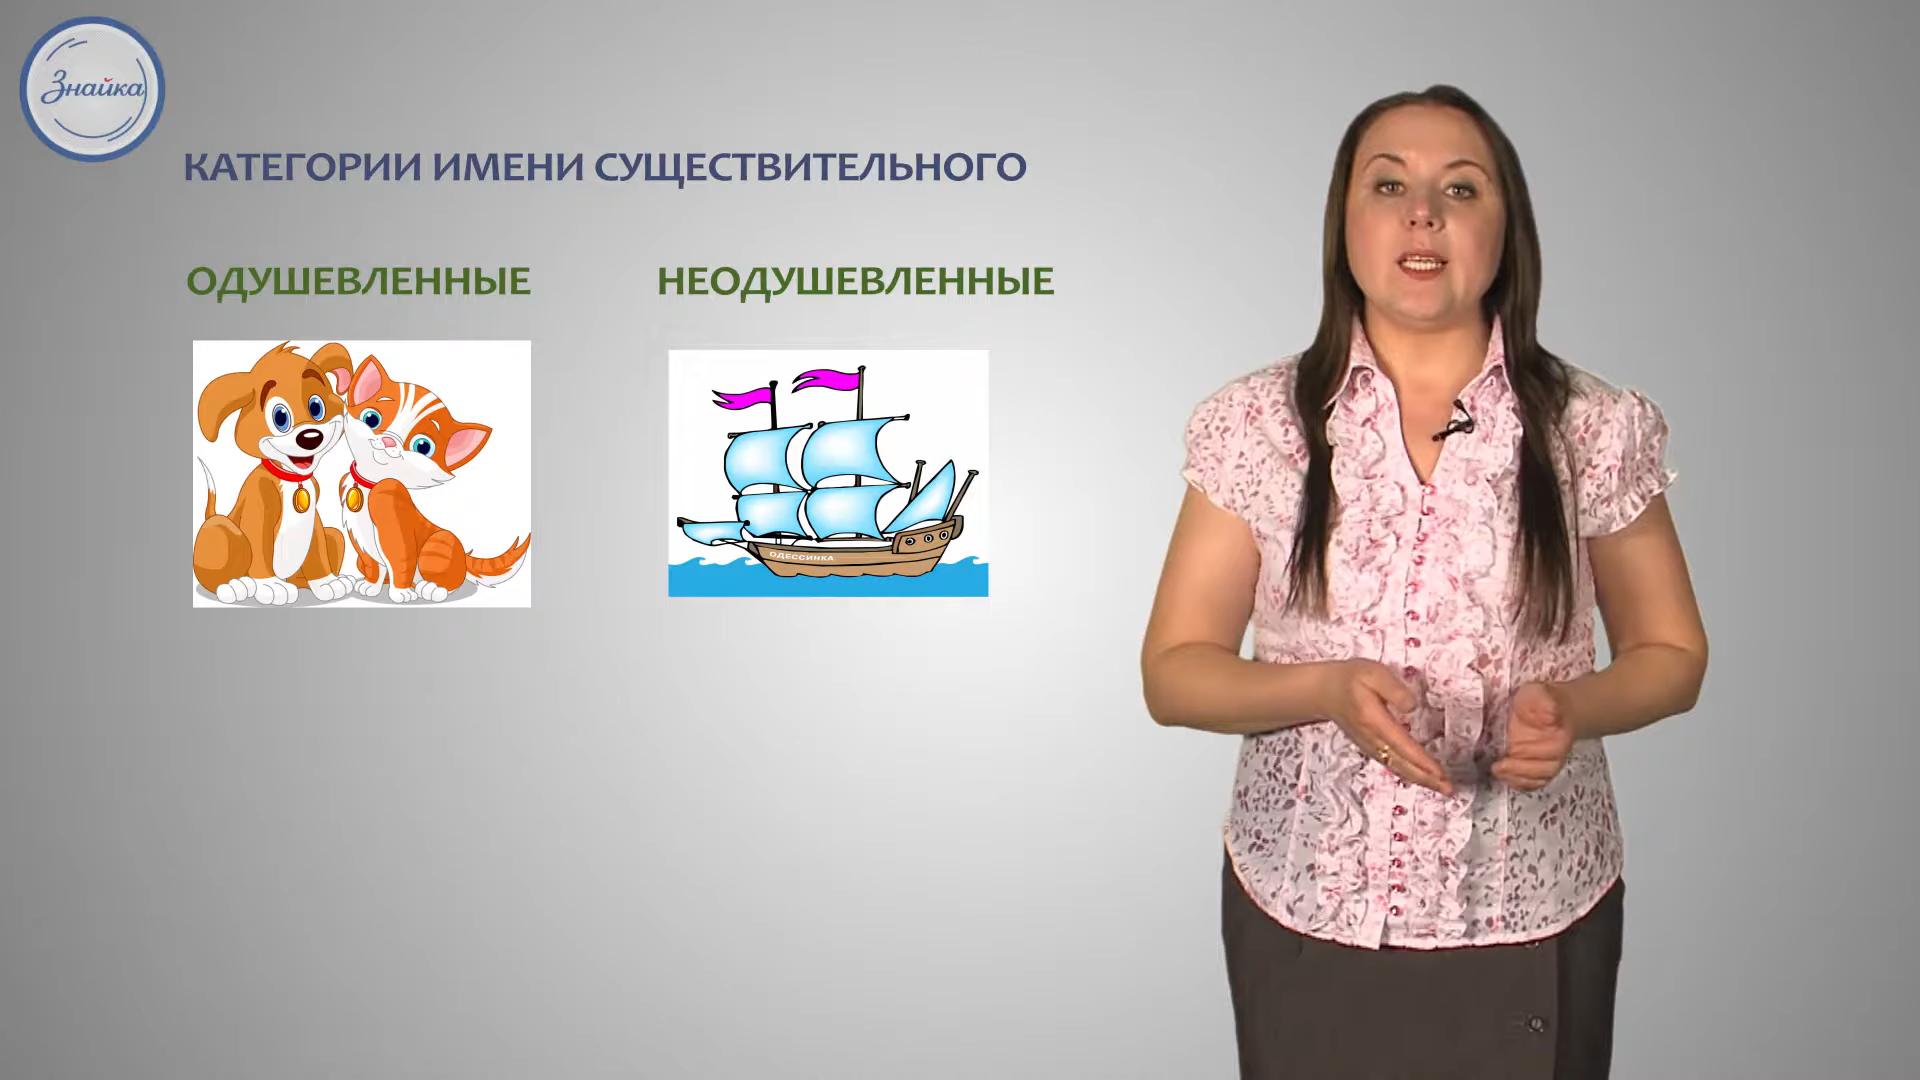 Знайка
КАТЕГОРИИ ИМЕНИ СУЩЕСТВИТЕЛЬНОГО
ОДУШЕВЛЕННЫЕ
НЕОДУШЕВЛЕННЫЕ
ОДЕССИНКА